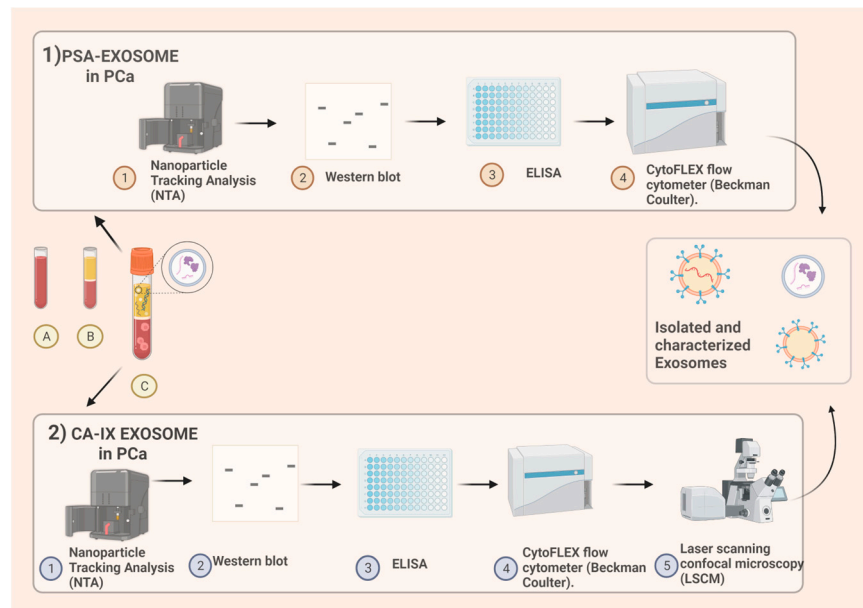 1)PSA-EXOSOME
in PCa
1
Nanoparticle
Tracking Analysis
(NTA)
2
Western blot
3
ELISA
4
CytoFLEX flow
cytometer (Beckman
Coulter).
A
B
C
Isolated and
characterized
Exosomes
2) CA-IX EXOSOME
in PCa
1
Nanoparticle
Tracking Analysis
(NTA)
2
Western blot
3
ELISA
4
CytoFLEX flow
cytometer (Beckman
Coulter).
5
Laser scanning
confocal microscopy
(LSCM)